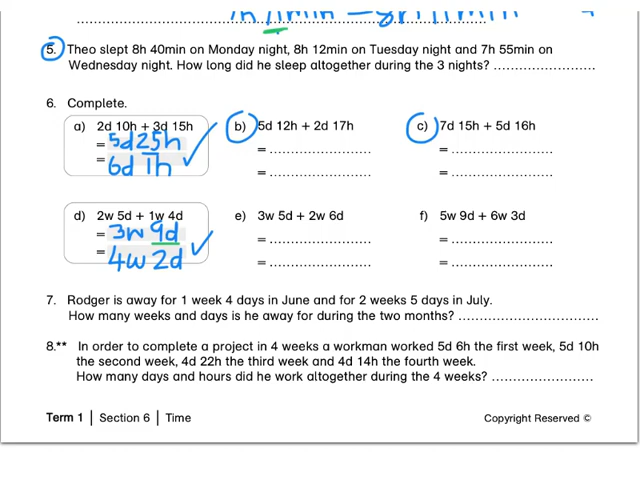 5. Theo slept 8h 40min on Monday night, 8h 12min on Tuesday night and 7h 55min on
Wednesday night. How long did he sleep altogether during the 3 nights? ........................
6. Complete.
a) 2d 10h + 3d 15h
= 5d 25h
= 6d 1h
b) 5d 12h + 2d 17h
= ........................
= ........................
c) 7d 15h + 5d 16h
= ........................
= ........................
d) 2w 5d + 1w 4d
= 3w 9d
= 4w 2d
e) 3w 5d + 2w 6d
= ........................
= ........................
f) 5w 9d + 6w 3d
= ........................
= ........................
7. Rodger is away for 1 week 4 days in June and for 2 weeks 5 days in July.
How many weeks and days is he away for during the two months? .................................
8.** In order to complete a project in 4 weeks a workman worked 5d 6h the first week, 5d 10h
the second week, 4d 22h the third week and 4d 14h the fourth week.
How many days and hours did he work altogether during the 4 weeks? ........................
Term 1 | Section 6 | Time
Copyright Reserved ©